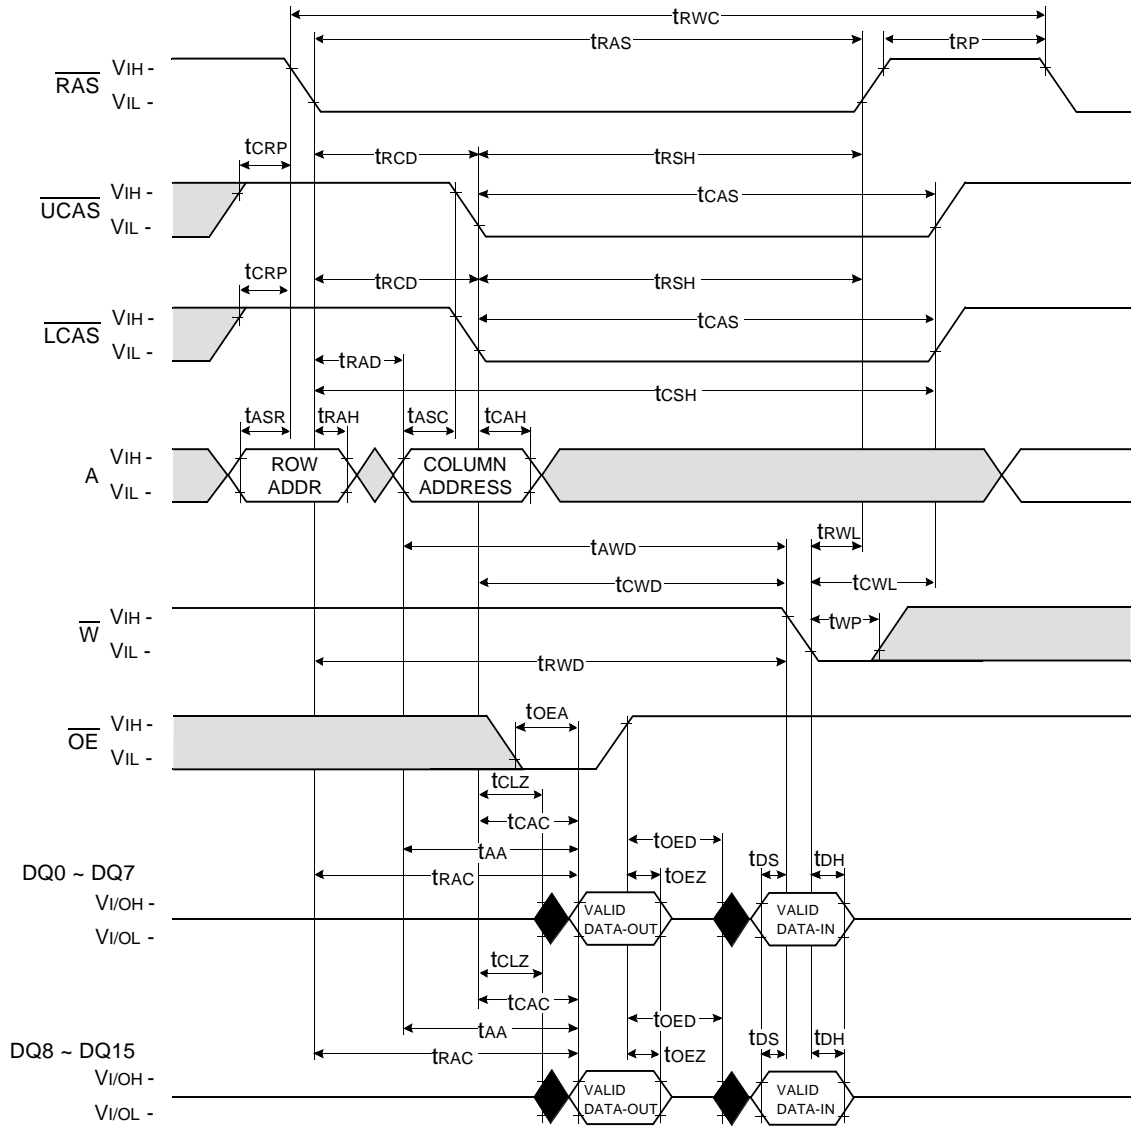 tRWC
tRAS
tRP
RAS
VIH -
VIL -
tCRP
tRCD
tRSH
UCAS
VIH -
VIL -
tCAS
tCRP
tRCD
tRSH
LCAS
VIH -
VIL -
tCAS
tRAD
tCSH
tASR
tRAH
tASC
tCAH
A
VIH -
VIL -
ROW
ADDR
COLUMN
ADDRESS
tAWD
tRWL
tCWD
tCWL
W
VIH -
VIL -
tWP
tRWD
OE
VIH -
VIL -
tOEA
tCLZ
tCAC
tAA
tOED
tRAC
tOEZ
tDS
tDH
DQ0 ~ DQ7
VI/OH -
VI/OL -
VALID
DATA-OUT
VALID
DATA-IN
tCLZ
tCAC
tOED
tAA
tRAC
tOEZ
tDS
tDH
DQ8 ~ DQ15
VI/OH -
VI/OL -
VALID
DATA-OUT
VALID
DATA-IN